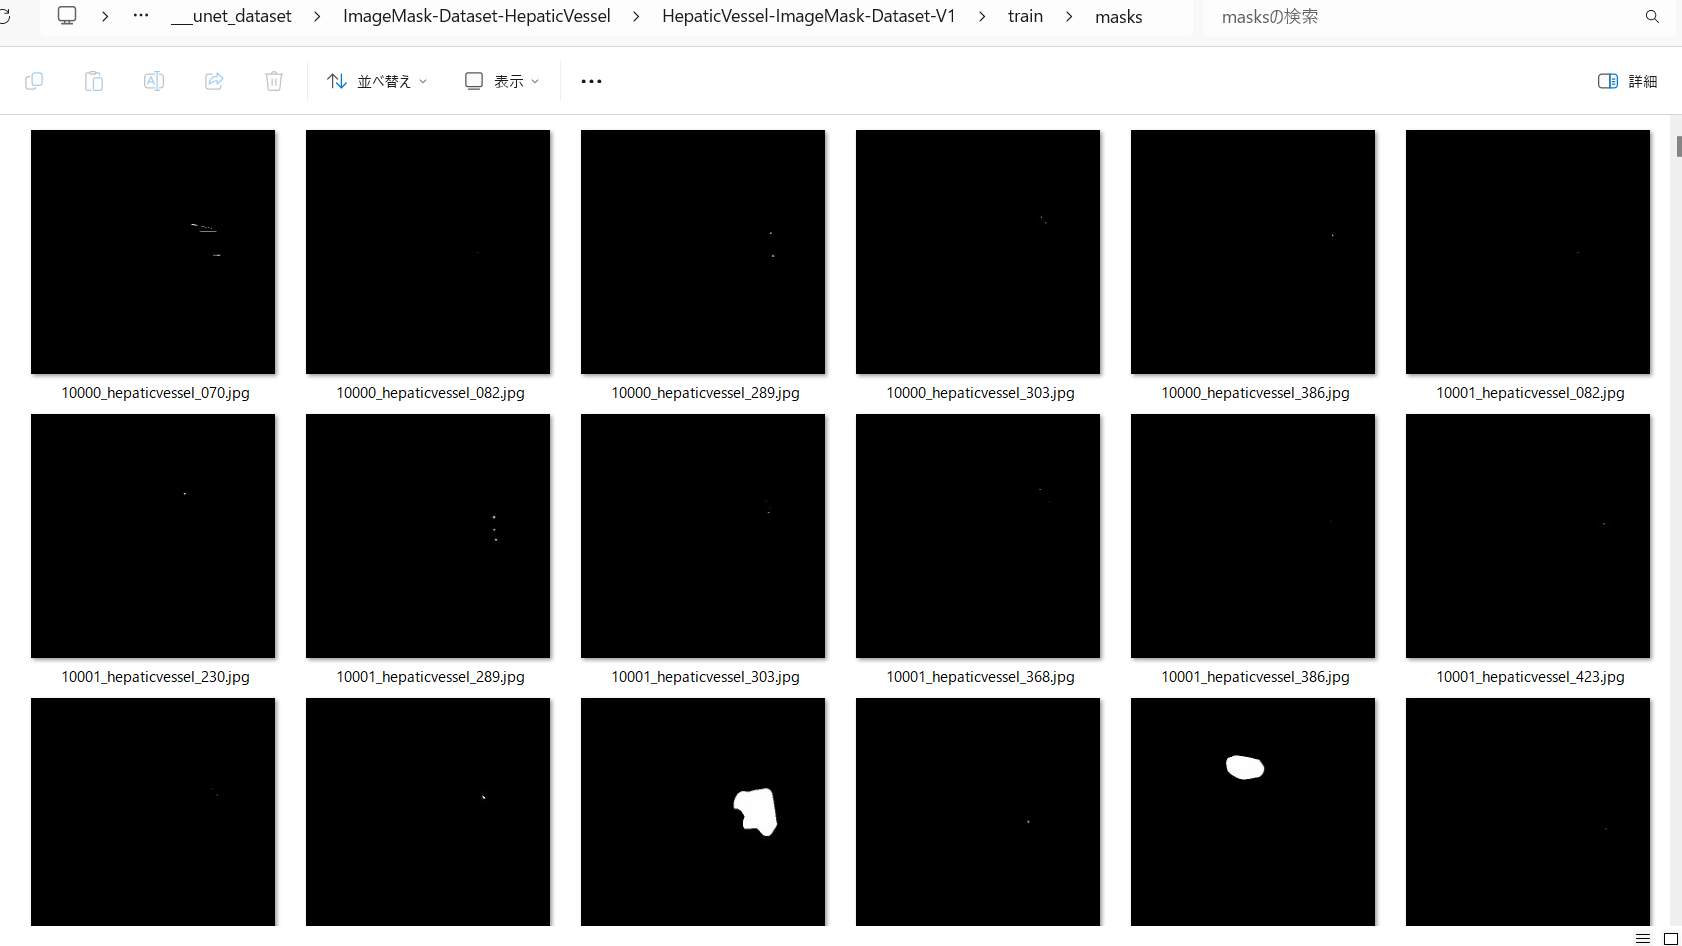 ___unet_dataset > ImageMask-Dataset-HepaticVessel > HepaticVessel-ImageMask-Dataset-V1 > train > masks
masksの検索
並べ替え
表示
詳細
10000_hepaticvessel_070.jpg
10000_hepaticvessel_082.jpg
10000_hepaticvessel_289.jpg
10000_hepaticvessel_303.jpg
10000_hepaticvessel_386.jpg
10001_hepaticvessel_082.jpg
10001_hepaticvessel_230.jpg
10001_hepaticvessel_289.jpg
10001_hepaticvessel_303.jpg
10001_hepaticvessel_368.jpg
10001_hepaticvessel_386.jpg
10001_hepaticvessel_423.jpg